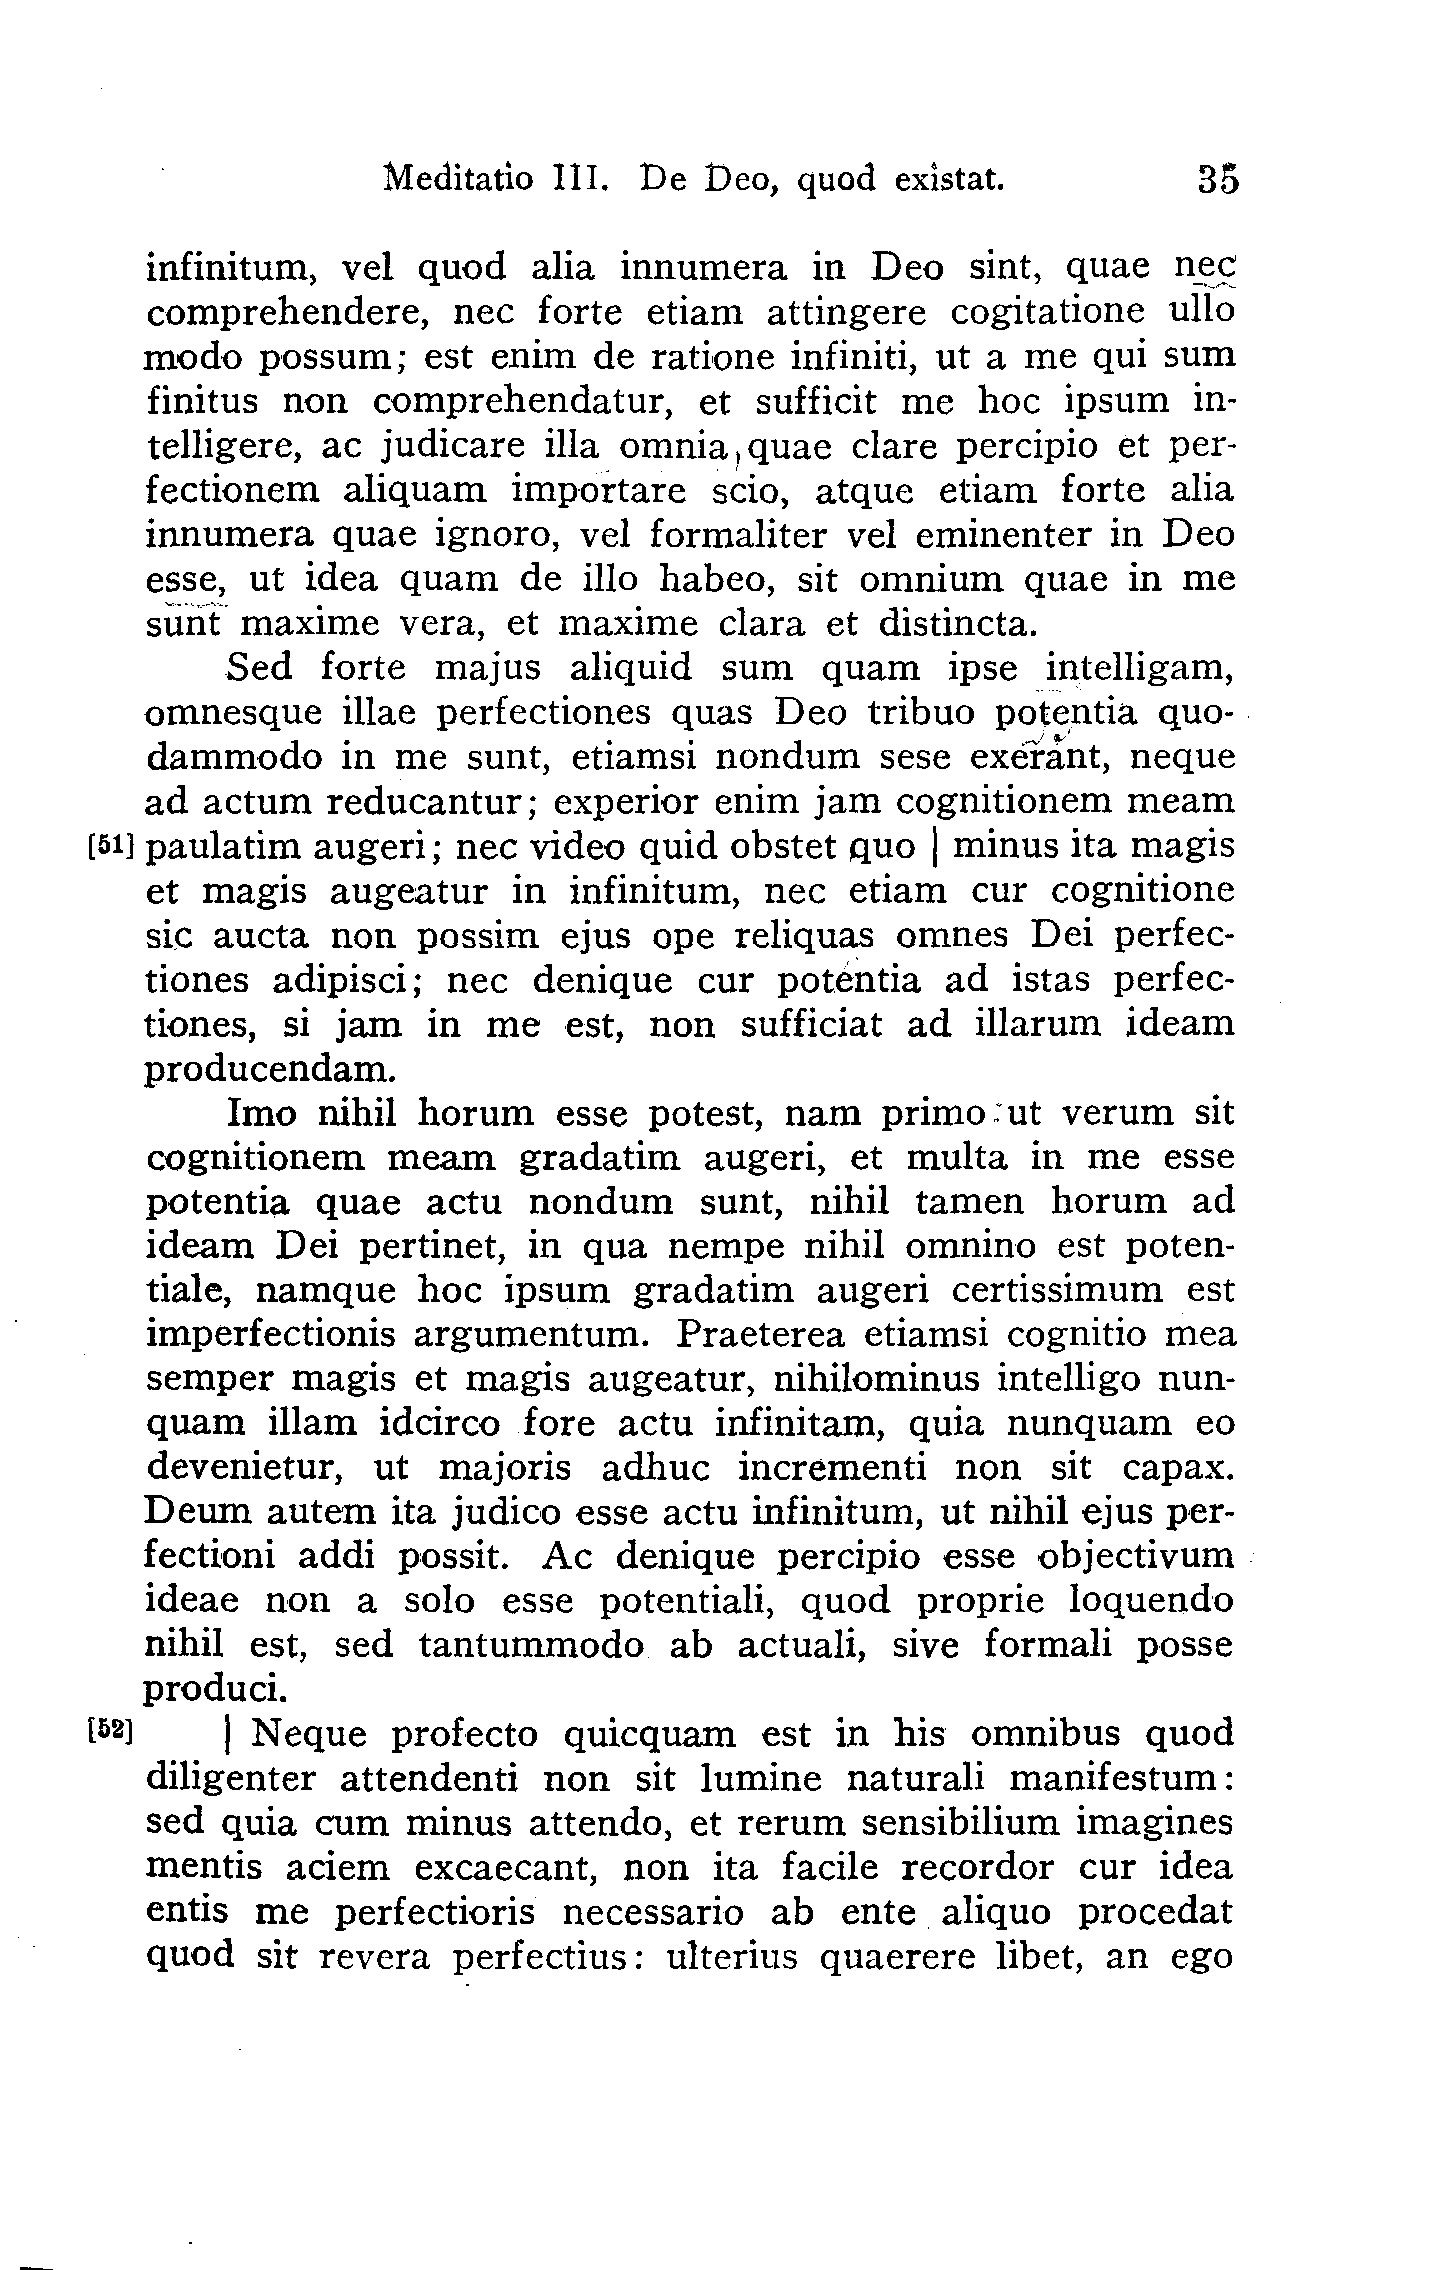 Meditatio III. De Deo, quod existat. 35
infinitum, vel quod alia innumera in Deo sint, quae nec
comprehendere, nec forte etiam attingere cogitatione ullo
modo possum; est enim de ratione infiniti, ut a me qui sum
finitus non comprehendatur, et sufficit me hoc ipsum in-
telligere, ac judicare illa omnia, quae clare percipio et per-
fectionem aliquam importare scio, atque etiam forte alia
innumera quae ignoro, vel formaliter vel eminenter in Deo
esse, ut idea quam de illo habeo, sit omnium quae in me
sunt maxime vera, et maxime clara et distincta.
Sed forte majus aliquid sum quam ipse intelligam,
omnesque illae perfectiones quas Deo tribuo potentia quo-
dammodo in me sunt, etiamsi nondum sese exerant, neque
ad actum reducantur; experior enim jam cognitionem meam
[51] paulatim augeri; nec video quid obstet quo | minus ita magis
et magis augeatur in infinitum, nec etiam cur cognitione
sic aucta non possim ejus ope reliquas omnes Dei perfec-
tiones adipisci; nec denique cur potentia ad istas perfec-
tiones, si jam in me est, non sufficiat ad illarum ideam
producendam.
Imo nihil horum esse potest, nam primo ut verum sit
cognitionem meam gradatim augeri, et multa in me esse
potentia quae actu nondum sunt, nihil tamen horum ad
ideam Dei pertinet, in qua nempe nihil omnino est poten-
tiale, namque hoc ipsum gradatim augeri certissimum est
imperfectionis argumentum. Praeterea etiamsi cognitio mea
semper magis et magis augeatur, nihilominus intelligo nun-
quam illam idcirco fore actu infinitam, quia nunquam eo
devenietur, ut majoris adhuc incrementi non sit capax.
Deum autem ita judico esse actu infinitum, ut nihil ejus per-
fectioni addi possit. Ac denique percipio esse objectivum
ideae non a solo esse potentiali, quod proprie loquendo
nihil est, sed tantummodo ab actuali, sive formali posse
produci.
[52] | Neque profecto quicquam est in his omnibus quod
diligenter attendenti non sit lumine naturali manifestum:
sed quia cum minus attendo, et rerum sensibilium imagines
mentis aciem excaecant, non ita facile recordor cur idea
entis me perfectioris necessario ab ente aliquo procedat
quod sit revera perfectius: ulterius quaerere libet, an ego